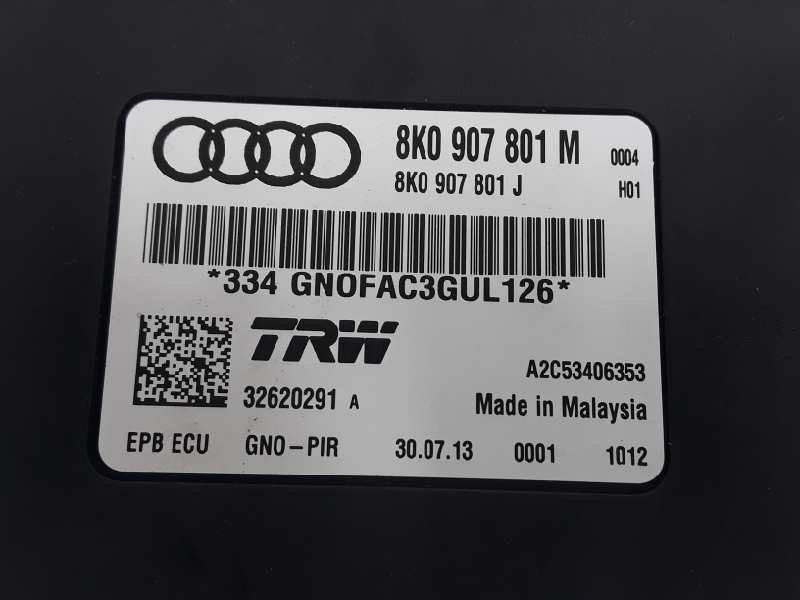 8K0 907 801 M 0004
8K0 907 801 J H01
*334 GNOFAC3GUL126*
TRW
A2C53406353
32620291 A
Made in Malaysia
EPB ECU GNO-PIR 30.07.13 0001 1012